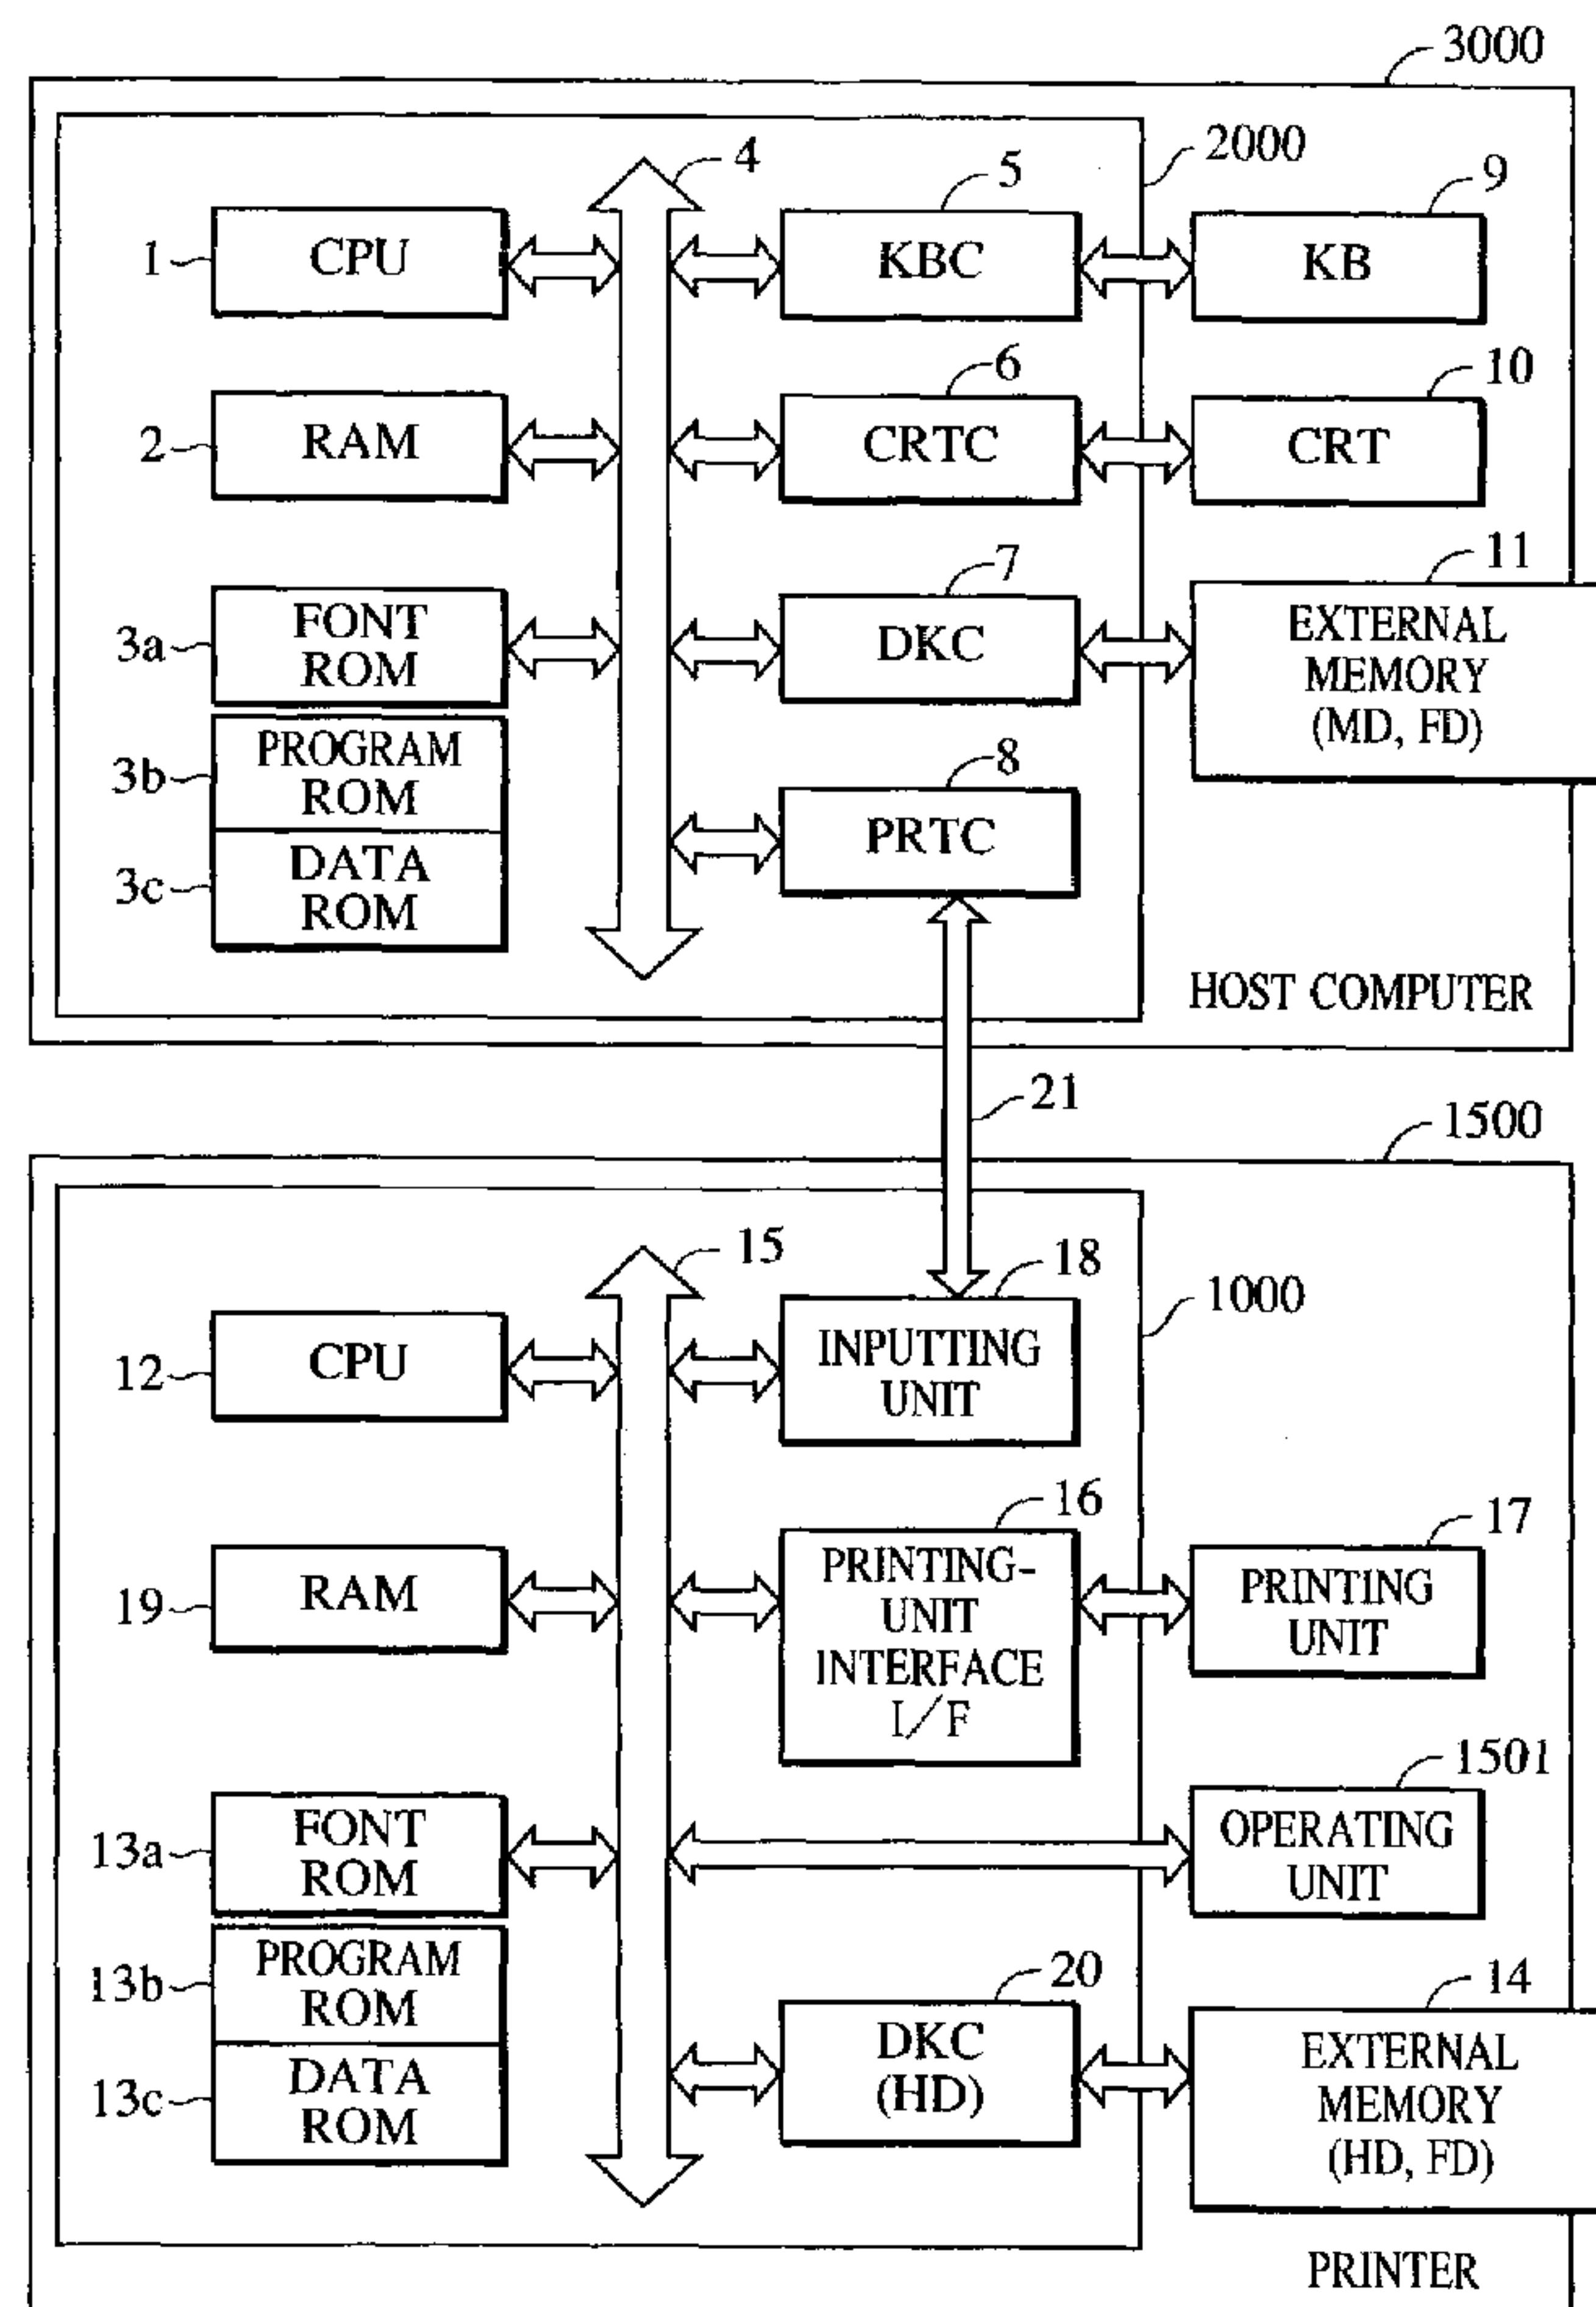 3000
2000
4
5
9
1
CPU
KBC
KB
6
10
2
RAM
CRTC
CRT
7
11
3a
FONT
ROM
DKC
EXTERNAL
MEMORY
(MD, FD)
3b
PROGRAM
ROM
8
PRTC
3c
DATA
ROM
HOST COMPUTER
21
1500
15
18
1000
12
CPU
INPUTTING
UNIT
16
17
19
RAM
PRINTING-
UNIT
INTERFACE
I/F
PRINTING
UNIT
1501
13a
FONT
ROM
OPERATING
UNIT
13b
PROGRAM
ROM
20
14
13c
DATA
ROM
DKC
(HD)
EXTERNAL
MEMORY
(HD, FD)
PRINTER